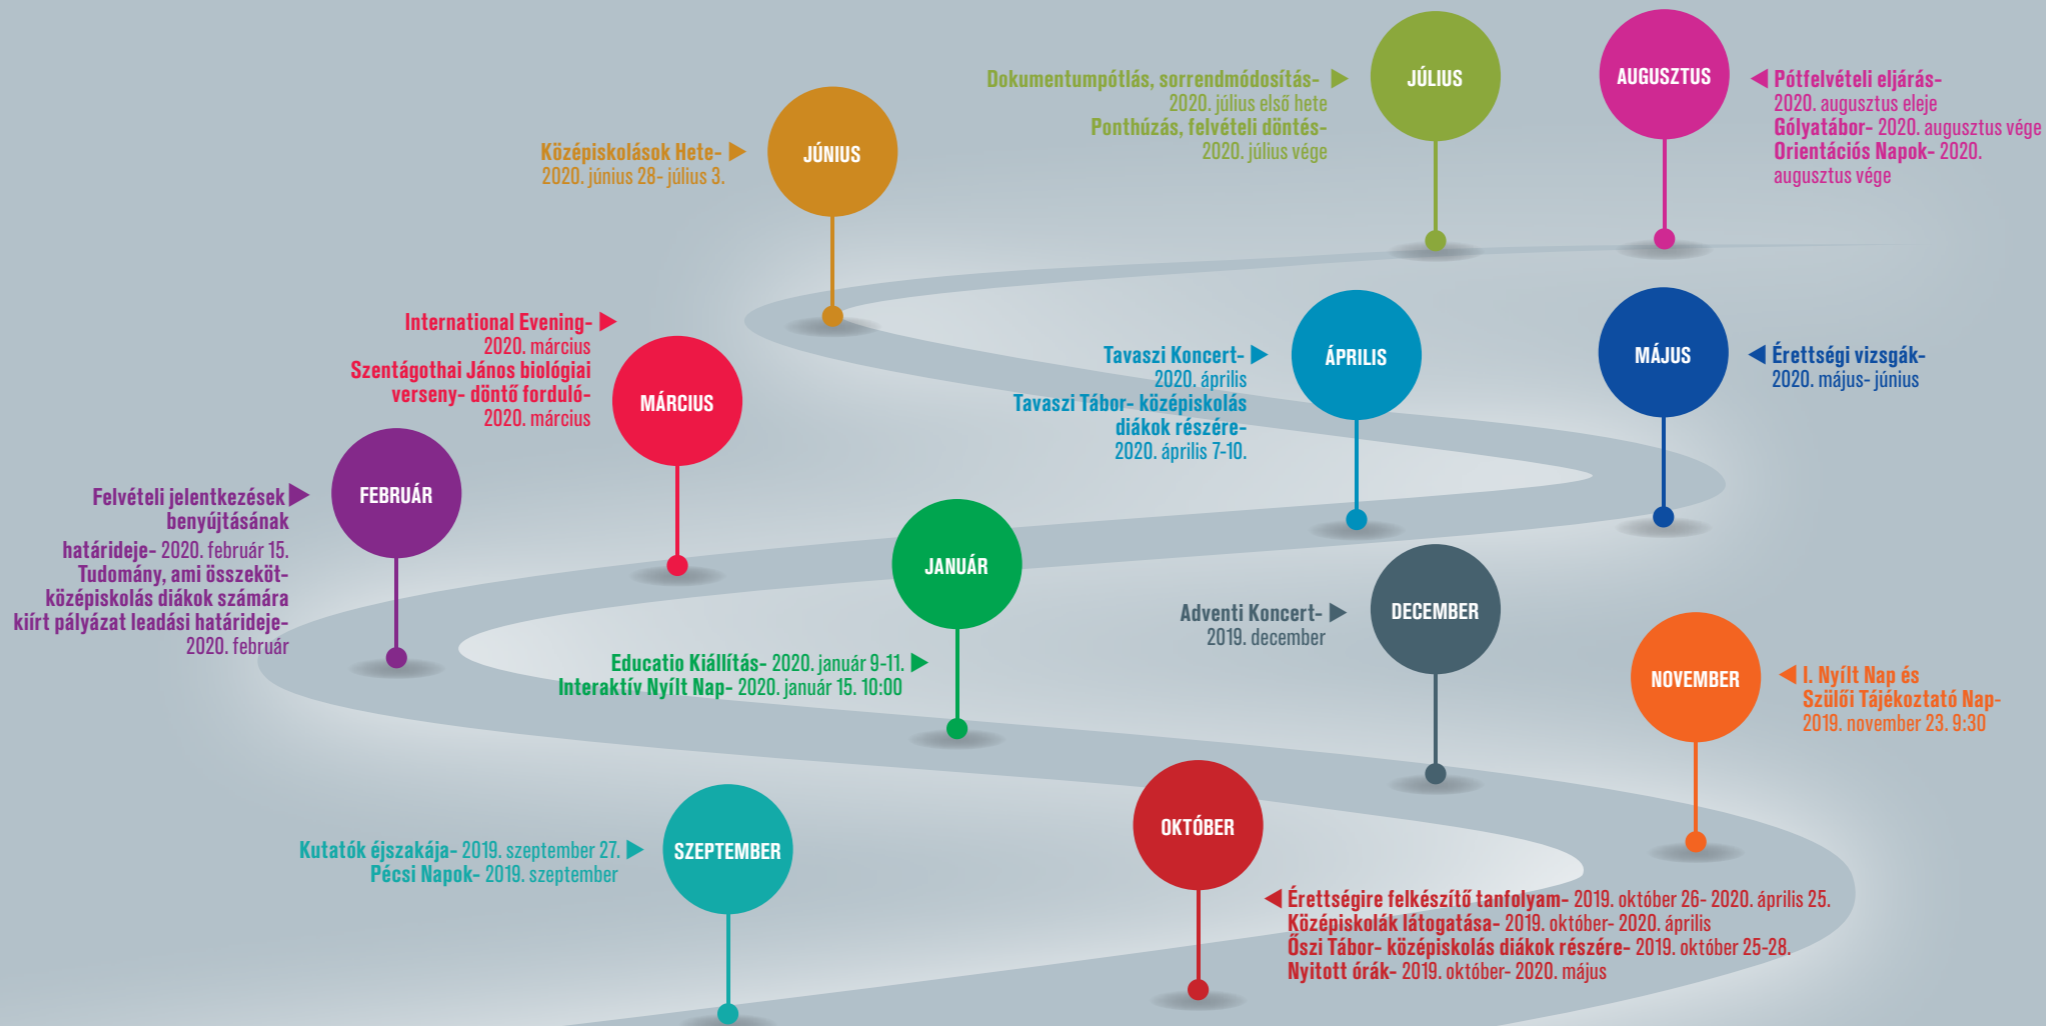 JÚLIUS
Dokumentumpótlás, sorrendmódosítás-
2020. július első hete
Ponthúzás, felvételi döntés-
2020. július vége
AUGUSZTUS
Pótfelvételi eljárás-
2020. augusztus eleje
Gólyatábor- 2020. augusztus vége
Orientációs Napok- 2020.
augusztus vége
JÚNIUS
Középiskolások Hete-
2020. június 28- július 3.
MÁRCIUS
International Evening-
2020. március
Szentágothai János biológiai
verseny- döntő forduló-
2020. március
ÁPRILIS
Tavaszi Koncert-
2020. április
Tavaszi Tábor- középiskolás
diákok részére-
2020. április 7-10.
MÁJUS
Érettségi vizsgák-
2020. május- június
FEBRUÁR
Felvételi jelentkezések
benyújtásának
határideje- 2020. február 15.
Tudomány, ami összeköt-
középiskolás diákok számára
kiírt pályázat leadási határideje-
2020. február
JANUÁR
Educatio Kiállítás- 2020. január 9-11.
Interaktív Nyílt Nap- 2020. január 15. 10:00
DECEMBER
Adventi Koncert-
2019. december
NOVEMBER
I. Nyílt Nap és
Szülői Tájékoztató Nap-
2019. november 23. 9:30
SZEPTEMBER
Kutatók éjszakája- 2019. szeptember 27.
Pécsi Napok- 2019. szeptember
OKTÓBER
Érettségire felkészítő tanfolyam- 2019. október 26- 2020. április 25.
Középiskolák látogatása- 2019. október- 2020. április
Őszi Tábor- középiskolás diákok részére- 2019. október 25-28.
Nyitott órák- 2019. október- 2020. május